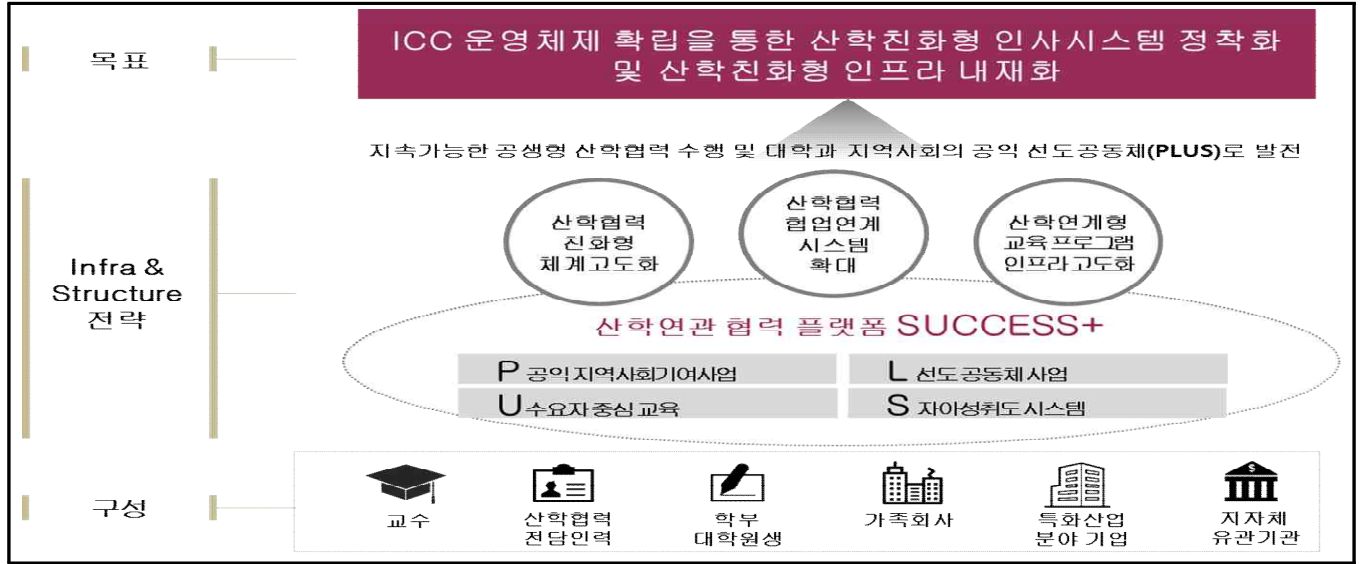 목표
ICC 운영체제 확립을 통한 산학친화형 인사시스템 정착화
및 산학친화형 인프라 내재화
지속가능한 공생형 산학협력 수행 및 대학과 지역사회의 공익 선도공동체(PLUS)로 발전
Infra &
Structure
전략
산학협력
진화형
체계고도화
산학협력
협업연계
시스템
확대
산학연계형
교육프로그램
인프라고도화
산학연관 협력 플랫폼 SUCCESS+
P 공익지역사회기여사업
L 선도공동체사업
U 수요자중심교육
S 자아성취도시스템
구성
교수
산학협력
전담인력
학부
대학원생
가족회사
특화산업
분야 기업
지자체
유관기관